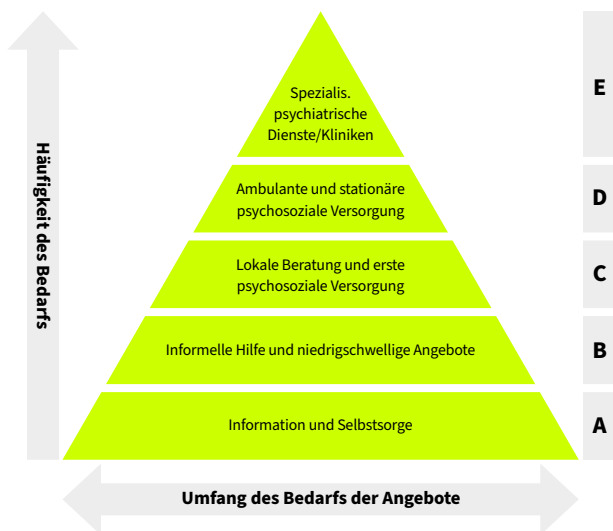 Spezialis.
psychiatrische
Dienste/Kliniken
E
Ambulante und stationäre
psychosoziale Versorgung
D
Lokale Beratung und erste
psychosoziale Versorgung
C
Informelle Hilfe und niedrigschwellige Angebote
B
Information und Selbstsorge
A
Häufigkeit des Bedarfs
Umfang des Bedarfs der Angebote